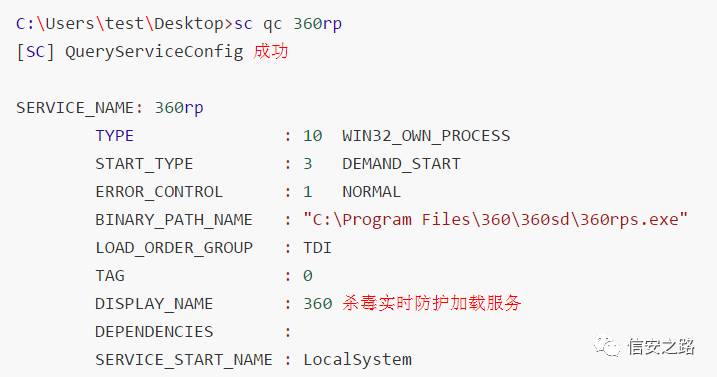 C:\Users\test\Desktop>sc qc 360rp
[SC] QueryServiceConfig 成功
SERVICE_NAME: 360rp
TYPE : 10 WIN32_OWN_PROCESS
START_TYPE : 3 DEMAND_START
ERROR_CONTROL : 1 NORMAL
BINARY_PATH_NAME : "C:\Program Files\360\360sd\360rps.exe"
LOAD_ORDER_GROUP : TDI
TAG : 0
DISPLAY_NAME : 360 杀毒实时防护加载服务
DEPENDENCIES :
SERVICE_START_NAME : LocalSystem
信安之路